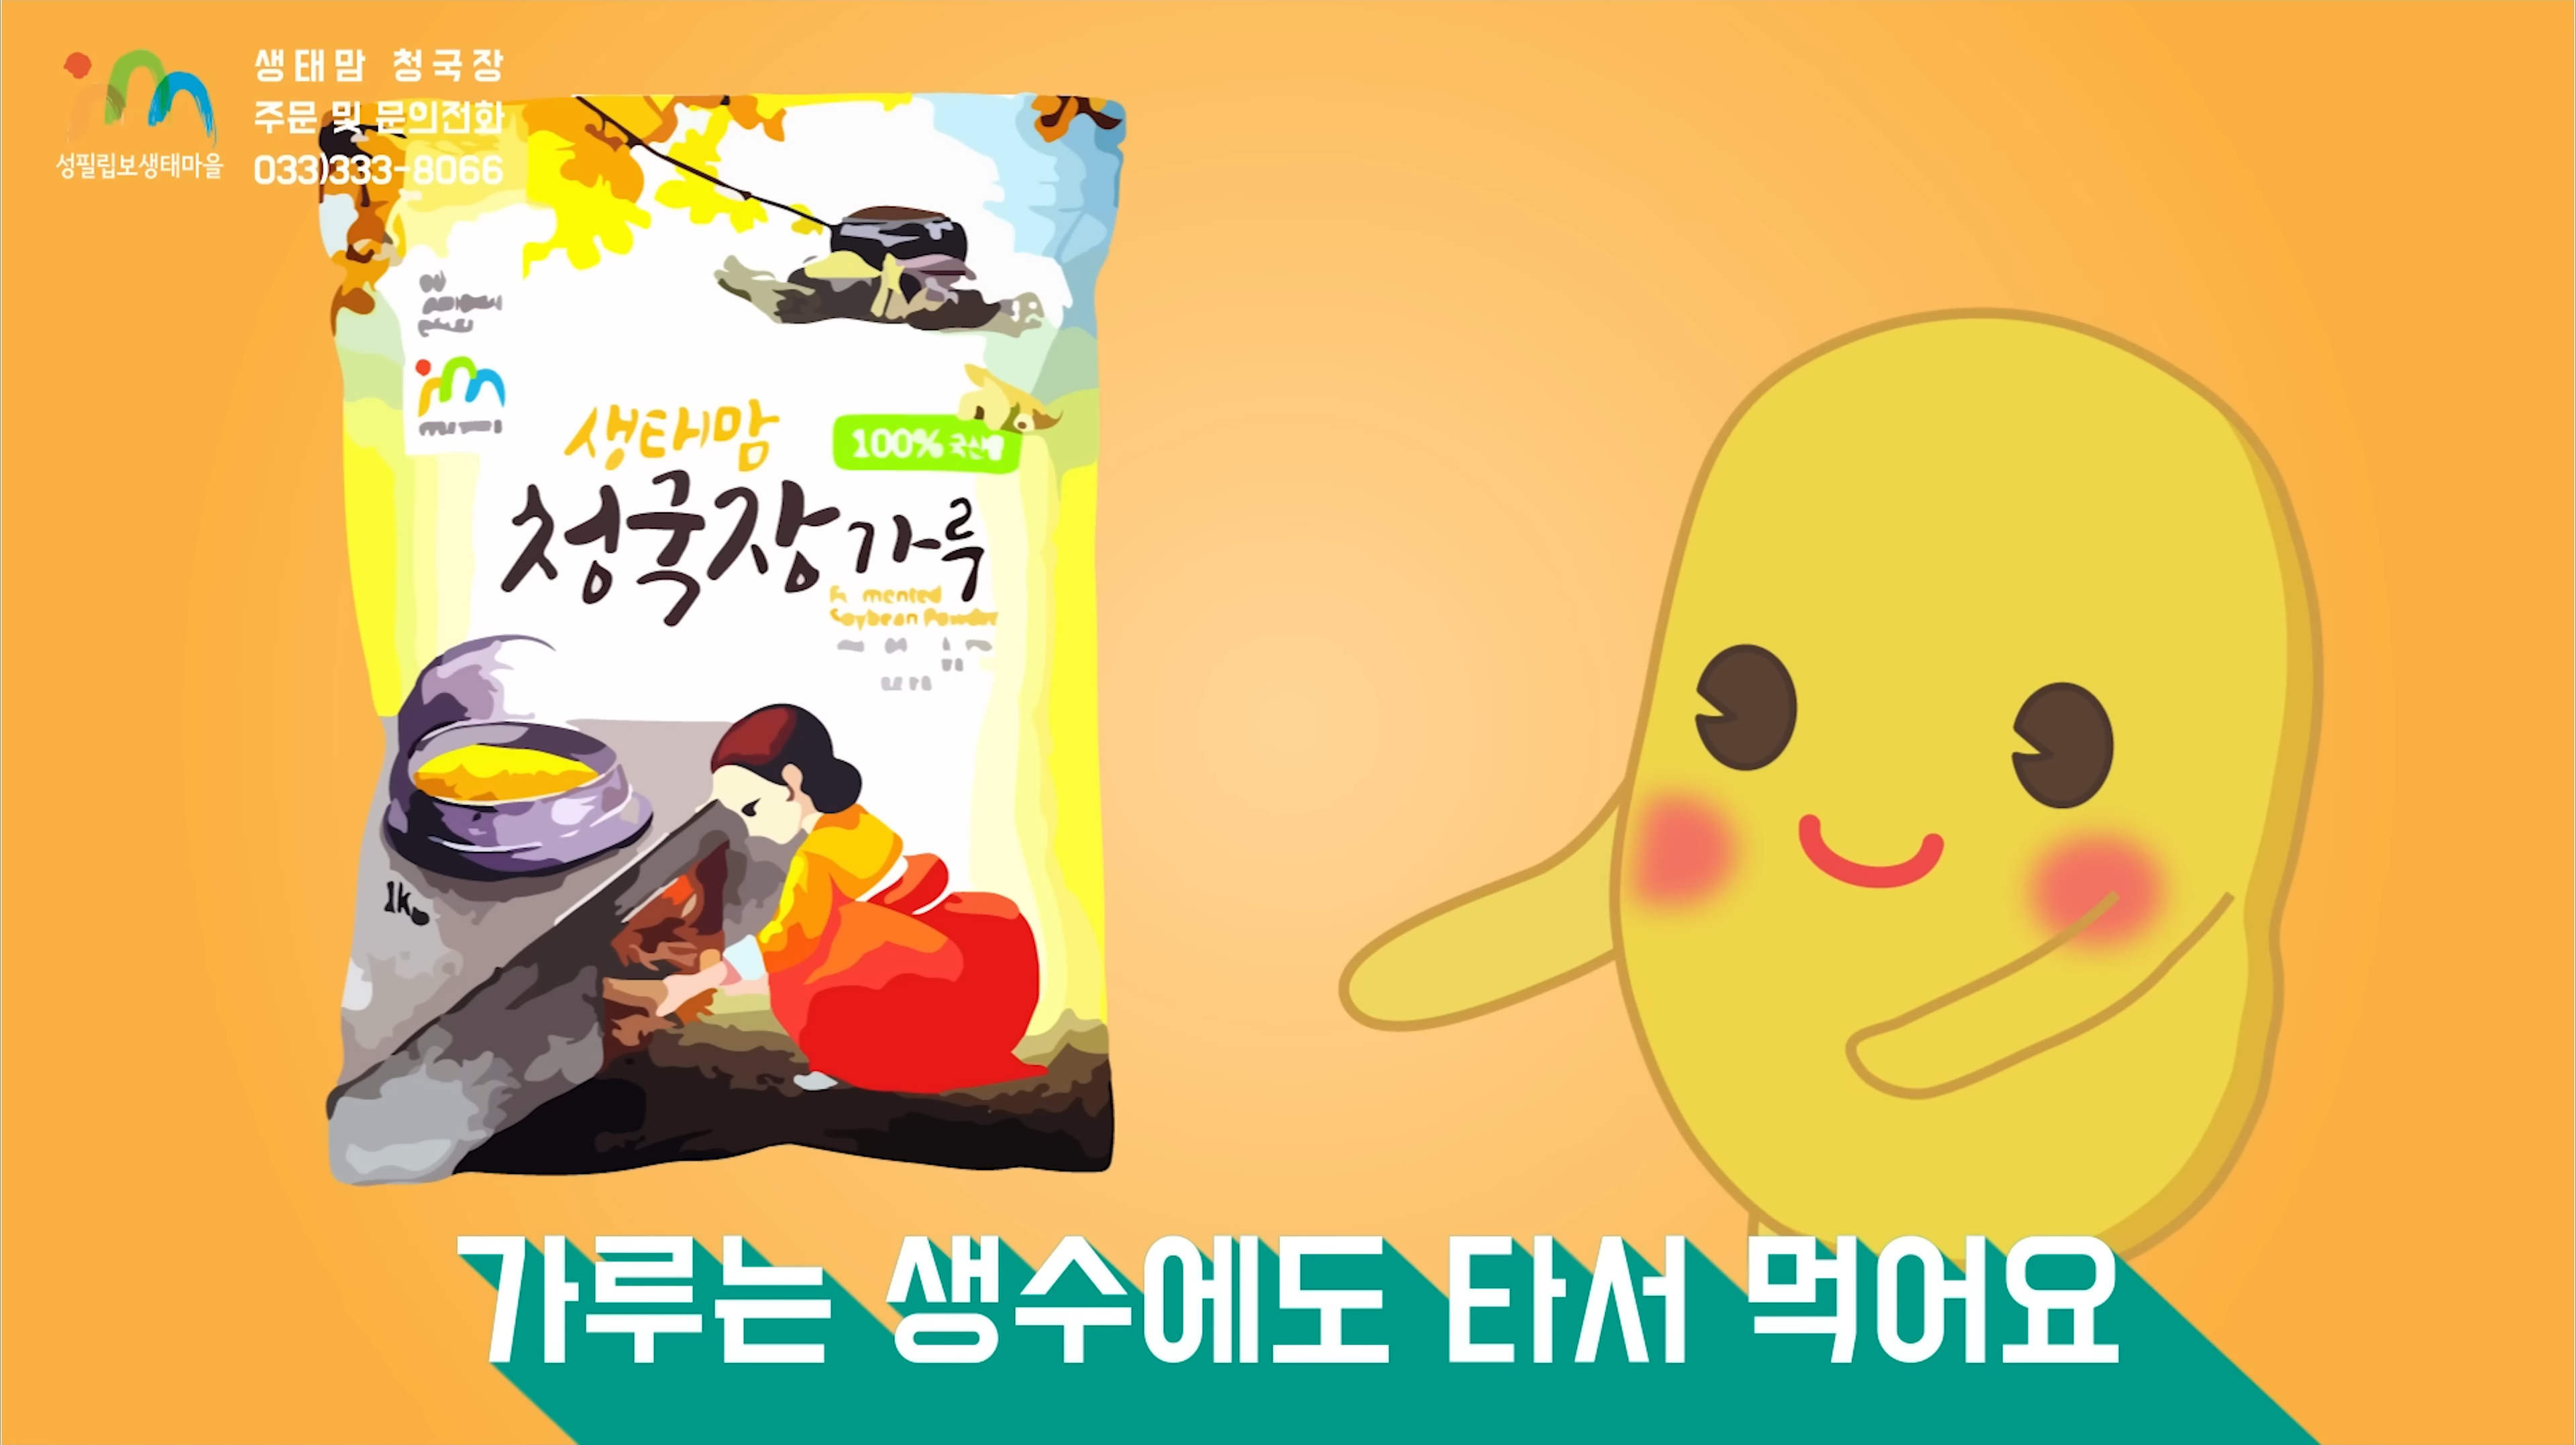 생태맘 청국장
주문 및 문의전화
033)333-8066
성필립보생태마을
생태맘
100% 국산
청국장가루
Soybean Powder
가루는 생수에도 타서 먹어요